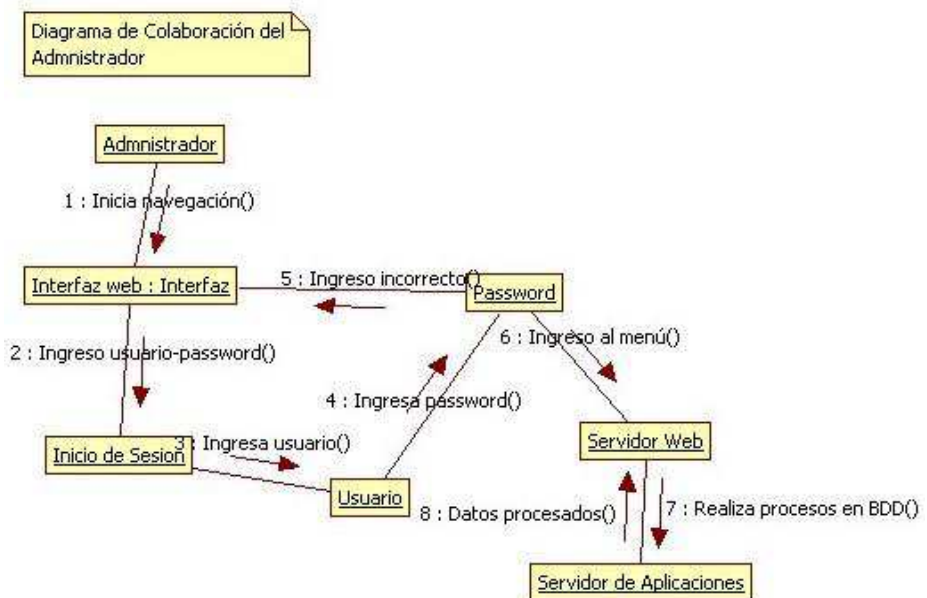 Diagrama de Colaboración del
Admnistrador
Admnistrador
1 : Inicia navegación()
Interfaz web : Interfaz
5 : Ingreso incorrecto()
Password
6 : Ingreso al menú()
2 : Ingreso usuario-password()
4 : Ingresa password()
Inicio de Sesion
3 : Ingresa usuario()
Servidor Web
Usuario
8 : Datos procesados()
7 : Realiza procesos en BDD()
Servidor de Aplicaciones